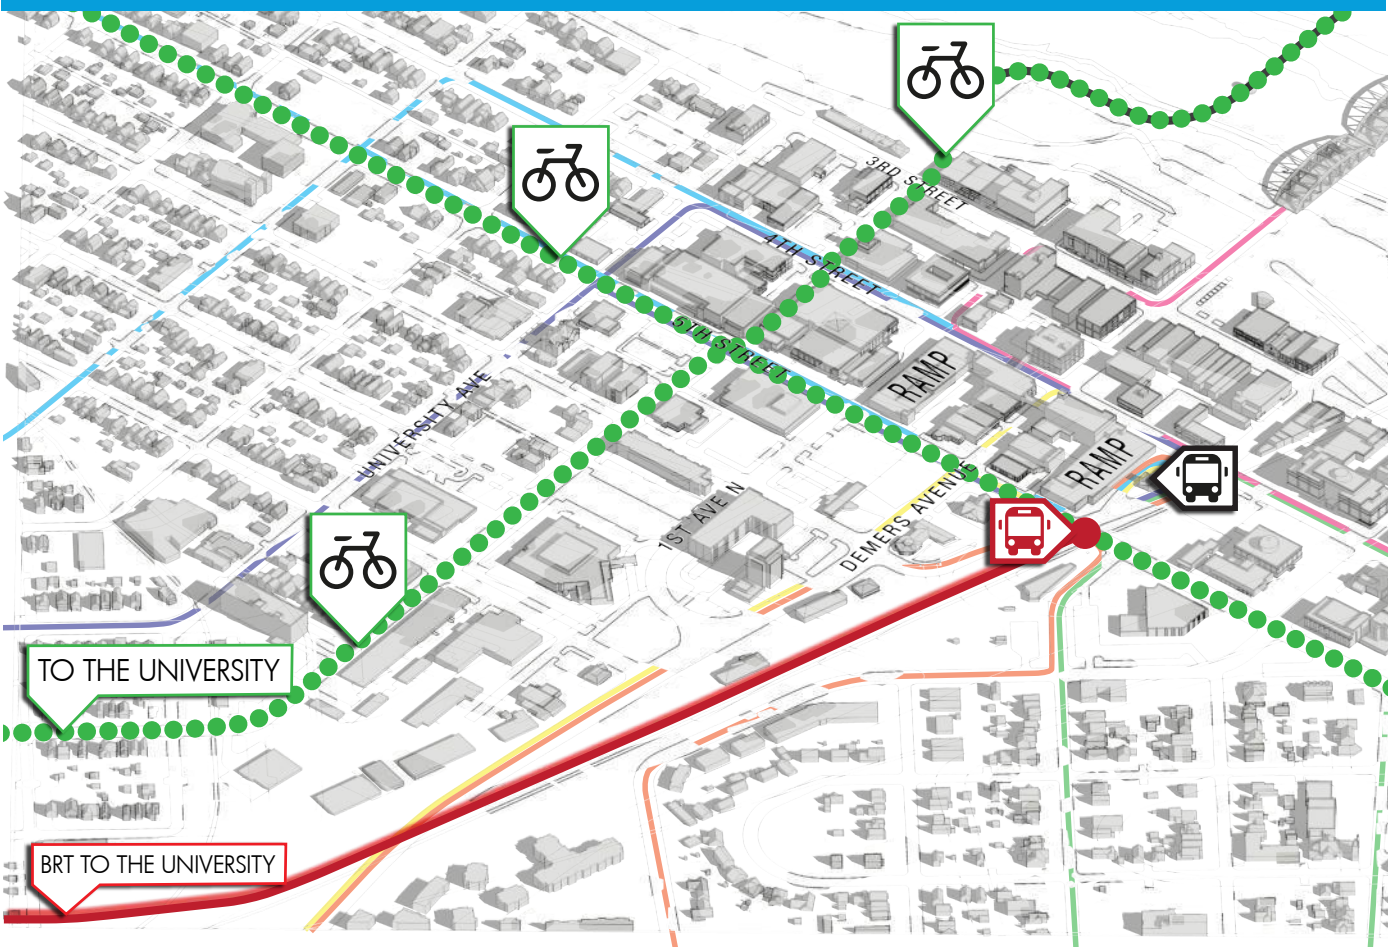 3RD STREET
4TH STREET
5TH STREET
RAMP
UNIVERSITY AVE
RAMP
1ST AVE N
DEMERS AVENUE
TO THE UNIVERSITY
BRT TO THE UNIVERSITY